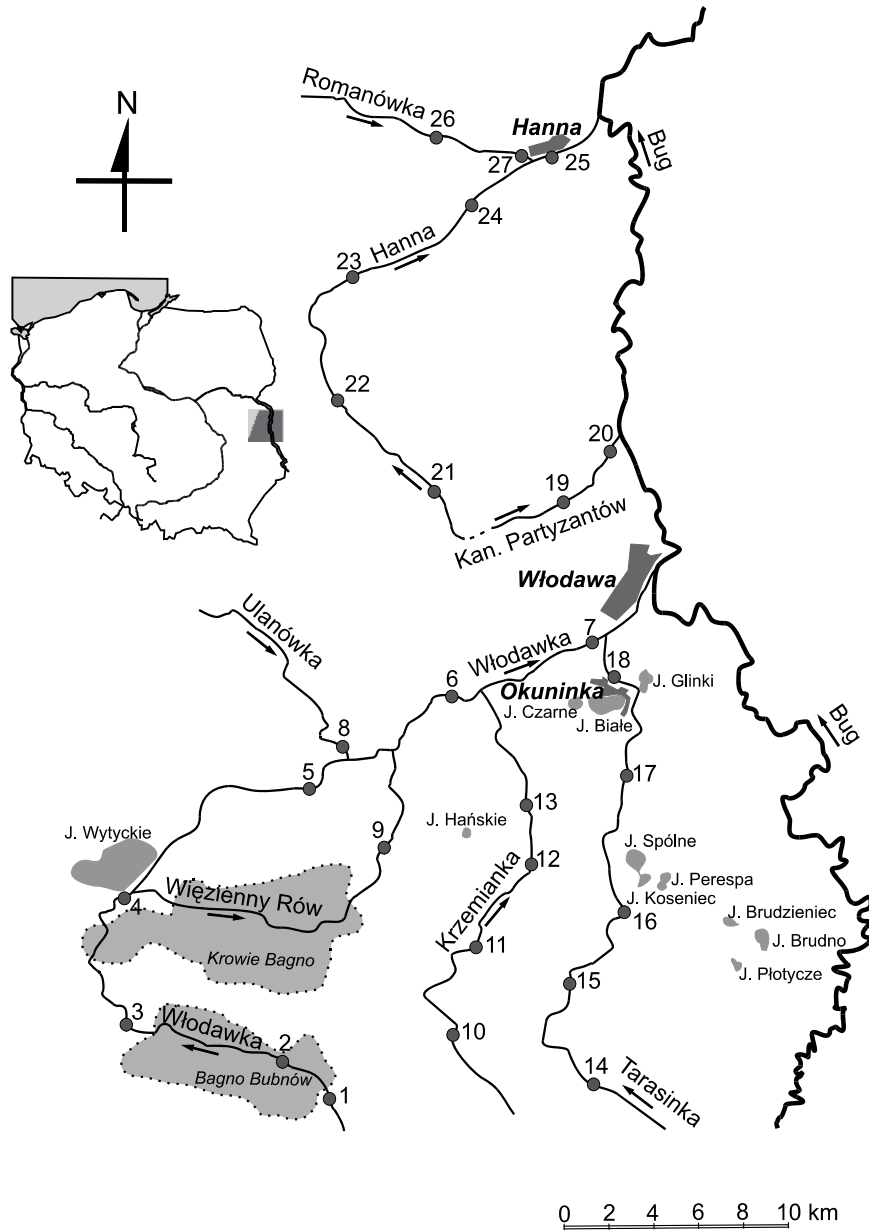 Romanówka
N
26
Hanna
Bug
27
25
24
Hanna
23
22
20
21
19
Kan. Partyzantów
Włodawa
Ulanówka
7
Włodawka
18
6
Okuninka
J. Glinki
J. Czarne
J. Białe
8
Bug
5
17
13
J. Hańskie
9
J. Wytyckie
J. Spólne
12
Więzienny Rów
J. Perespa
4
Krzemianka
J. Koseniec
16
J. Brudzieniec
11
J. Brudno
Krowie Bagno
J. Płotycze
15
3
Włodawka
10
2
Bagno Bubnów
14
Tarasinka
1
0 2 4 6 8 10 km